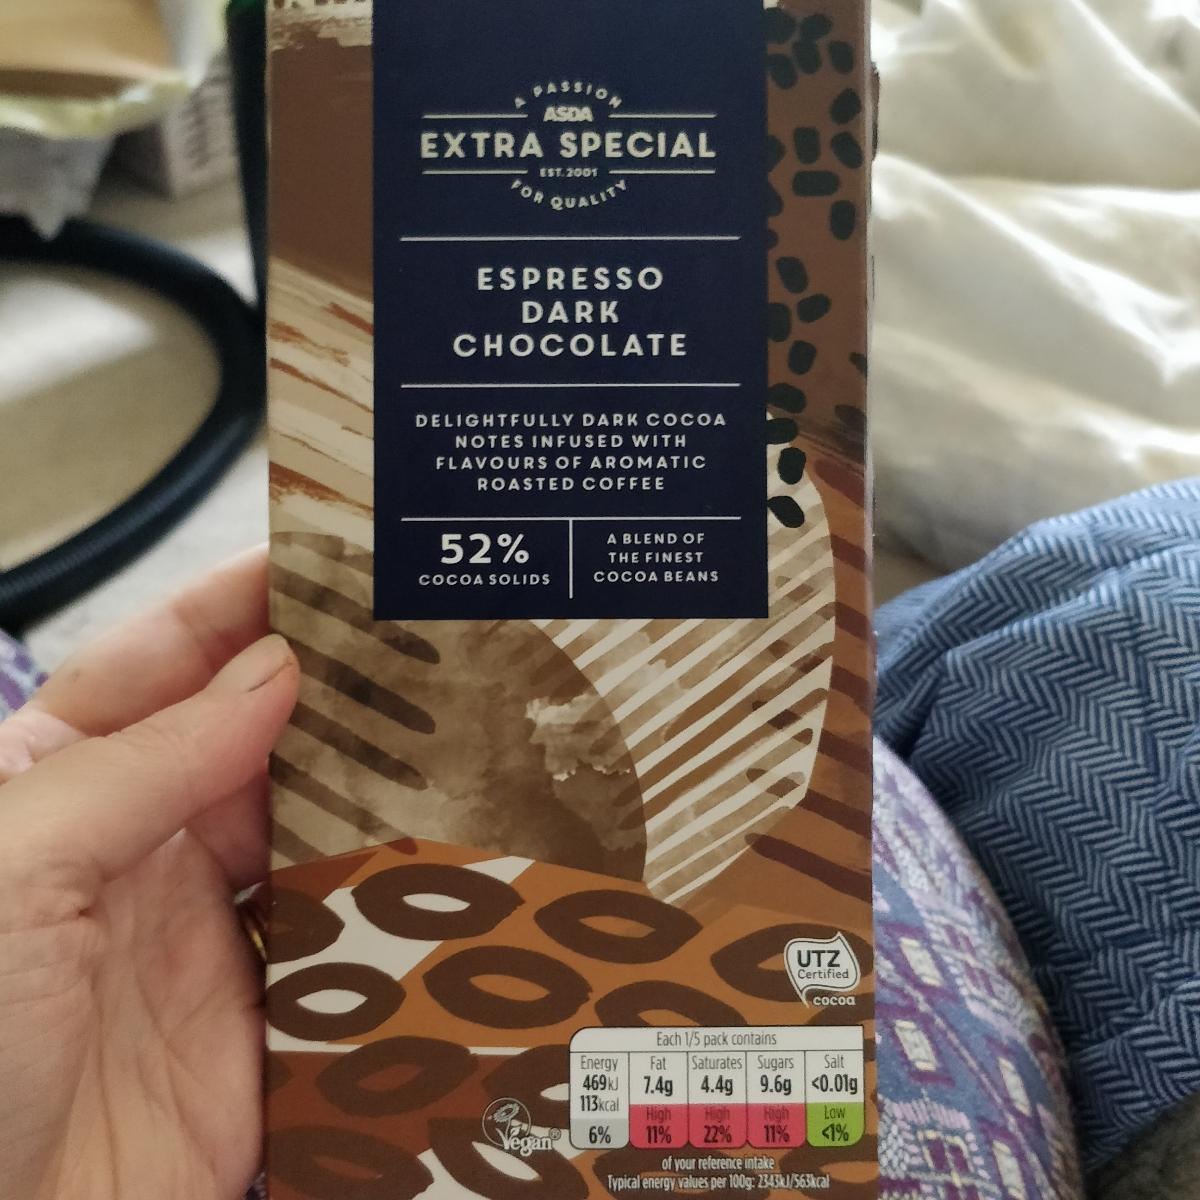 A PASSION
ASDA
EXTRA SPECIAL
EST. 2001
FOR QUALITY
ESPRESSO
DARK
CHOCOLATE
DELIGHTFULLY DARK COCOA
NOTES INFUSED WITH
FLAVOURS OF AROMATIC
ROASTED COFFEE
52%
COCOA SOLIDS
A BLEND OF
THE FINEST
COCOA BEANS
UTZ
Certified
cocoa
Each 1/5 pack contains
Energy Fat Saturates Sugars Salt
469kJ 7.4g 4.4g 9.6g <0.01g
113kcal
High High High Low
6% 11% 22% 11% <1%
Vegan®
of your reference intake
Typical energy values per 100g: 2343kJ/563kcal